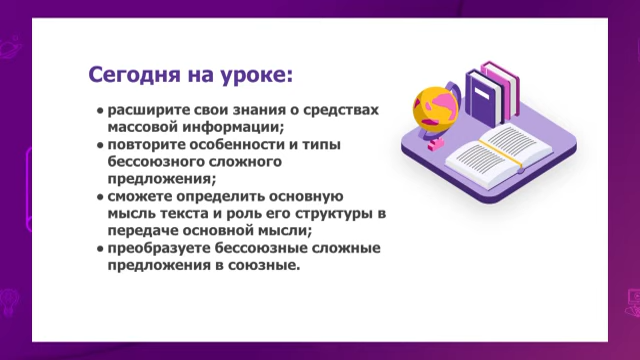 Сегодня на уроке:
• расширите свои знания о средствах
массовой информации;
• повторите особенности и типы
бессоюзного сложного
предложения;
• сможете определить основную
мысль текста и роль его структуры в
передаче основной мысли;
• преобразуете бессоюзные сложные
предложения в союзные.